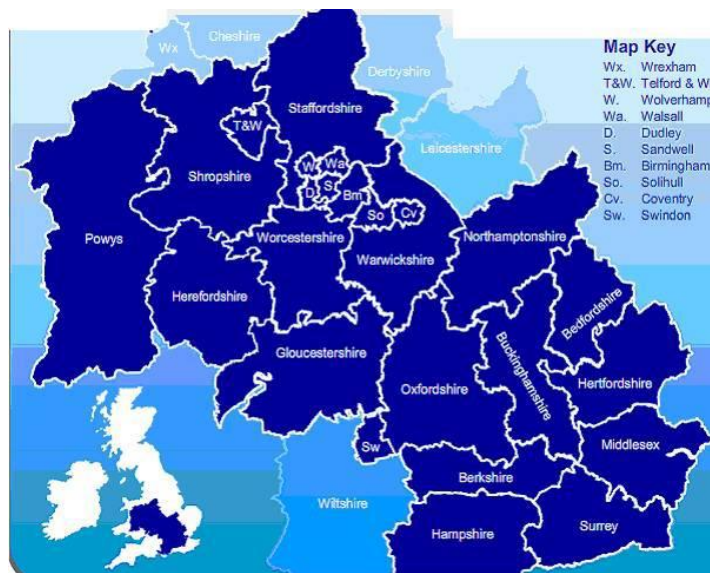 Map Key
Wx. Wrexham
T&W. Telford & W
W. Wolverhamp
Wa. Walsall
D. Dudley
S. Sandwell
Bm. Birmingham
So. Solihull
Cv. Coventry
Sw. Swindon
Wx
Cheshire
Derbyshire
Staffordshire
T&W
Leicestershire
W
Wa
Shropshire
D
S
Bm
So
Cv
Powys
Worcestershire
Northamptonshire
Warwickshire
Herefordshire
Bedfordshire
Gloucestershire
Buckinghamshire
Oxfordshire
Hertfordshire
Sw
Middlesex
Berkshire
Wiltshire
Hampshire
Surrey